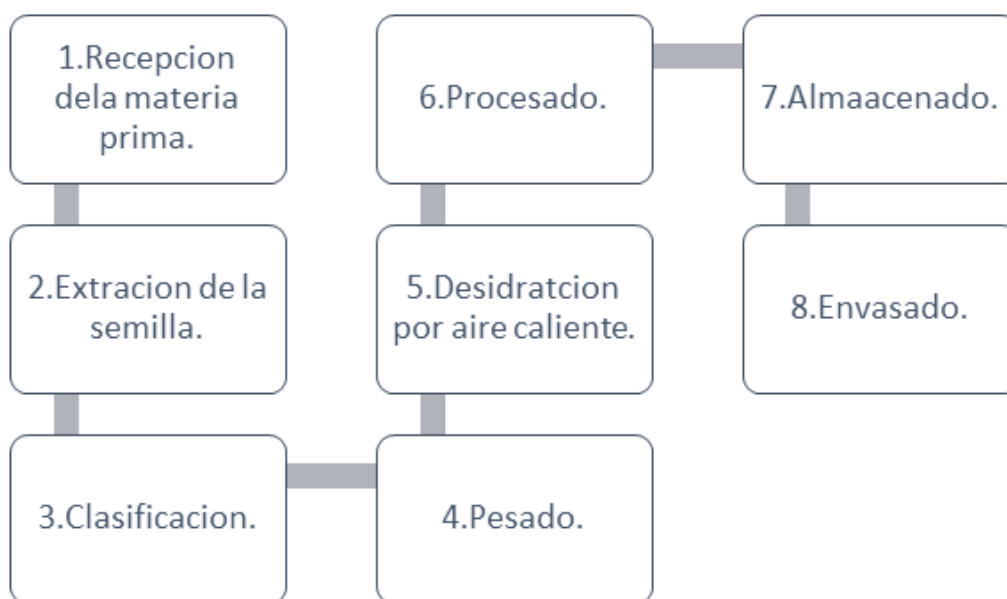 1.Recepcion
dela materia
prima.
2.Extracion de la
semilla.
3.Clasificacion.
4.Pesado.
5.Desidratcion
por aire caliente.
6.Procesado.
7.Almaacenado.
8.Envasado.